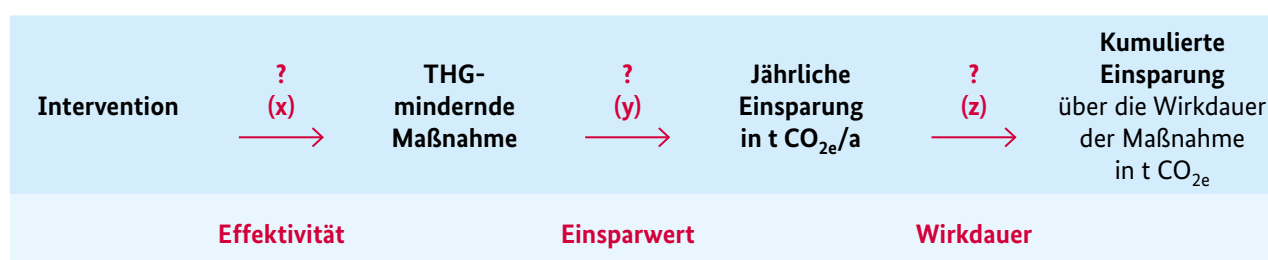 Intervention
?
(x)
THG-
mindernde
Maßnahme
?
(y)
Jährliche
Einsparung
in t CO2e/a
?
(z)
Kumulierte
Einsparung
über die Wirkdauer
der Maßnahme
in t CO2e
Effektivität
Einsparwert
Wirkdauer